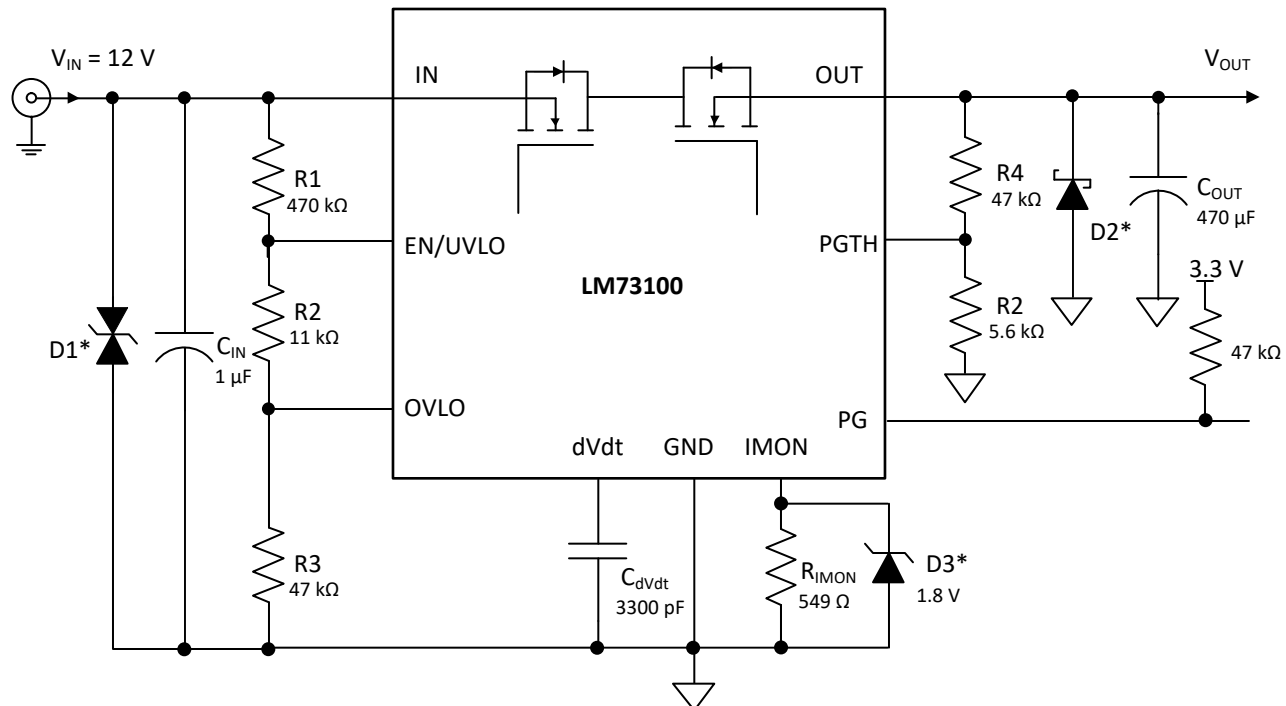 V_IN = 12 V
IN
OUT
V_OUT
R1
470 kΩ
R4
47 kΩ
D2*
C_OUT
470 µF
EN/UVLO
PGTH
LM73100
3.3 V
R2
11 kΩ
R2
5.6 kΩ
D1*
C_IN
1 µF
47 kΩ
OVLO
PG
dVdt
GND
IMON
R3
47 kΩ
C_dVdt
3300 pF
R_IMON
549 Ω
D3*
1.8 V